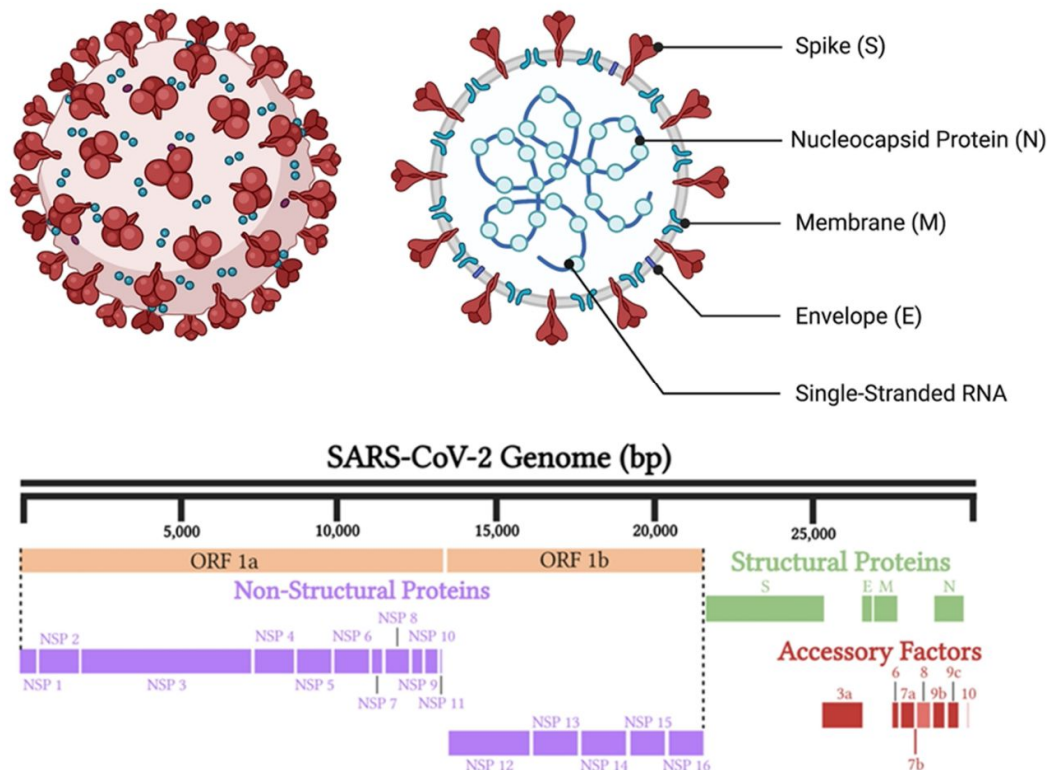 Spike (S)
Nucleocapsid Protein (N)
Membrane (M)
Envelope (E)
Single-Stranded RNA
SARS-CoV-2 Genome (bp)
5,000 10,000 15,000 20,000 25,000
ORF 1a ORF 1b
Structural Proteins
S E M N
Non-Structural Proteins
NSP 8
NSP 2 NSP 4 NSP 6 NSP 10
NSP 1 NSP 3 NSP 5 NSP 9
NSP 7 NSP 11
Accessory Factors
6 8 9c
3a 7a 9b 10
7b
NSP 13 NSP 15
NSP 12 NSP 14 NSP 16